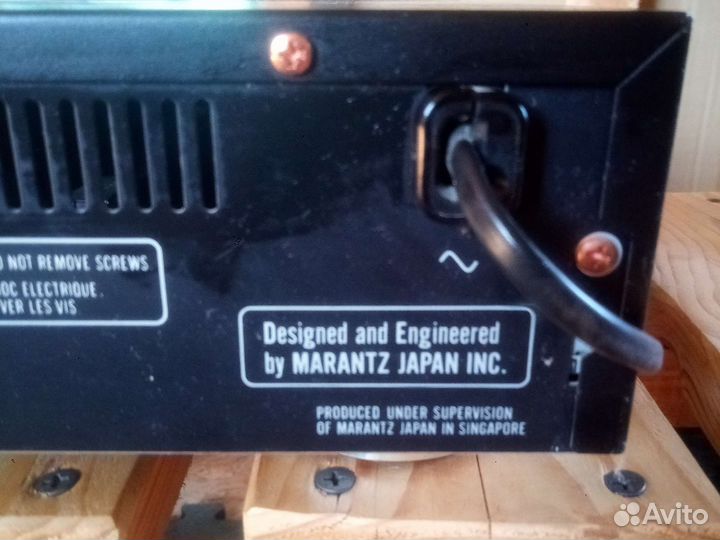 NOT REMOVE SCREWS
OC ELECTRIQUE.
VER LES VIS
Designed and Engineered
by MARANTZ JAPAN INC.
PRODUCED UNDER SUPERVISION
OF MARANTZ JAPAN IN SINGAPORE
Avito